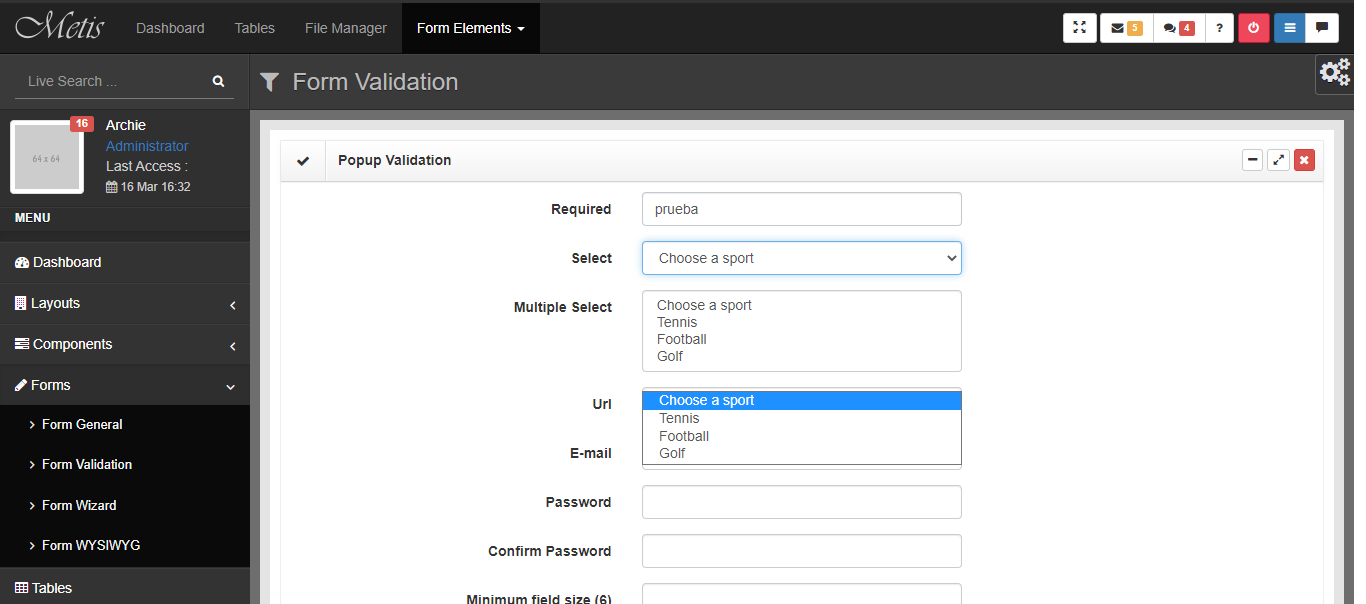 Metis Dashboard Tables File Manager Form Elements 5 4 ?
Live Search ...
Form Validation
16
64 x 64
Archie
Administrator
Last Access :
16 Mar 16:32
MENU
Dashboard
Layouts
Components
Forms
Form General
Form Validation
Form Wizard
Form WYSIWYG
Tables
Popup Validation
Required prueba
Select Choose a sport
Multiple Select
Choose a sport
Tennis
Football
Golf
Url
Choose a sport
Tennis
Football
Golf
E-mail
Password
Confirm Password
Minimum field size (6)